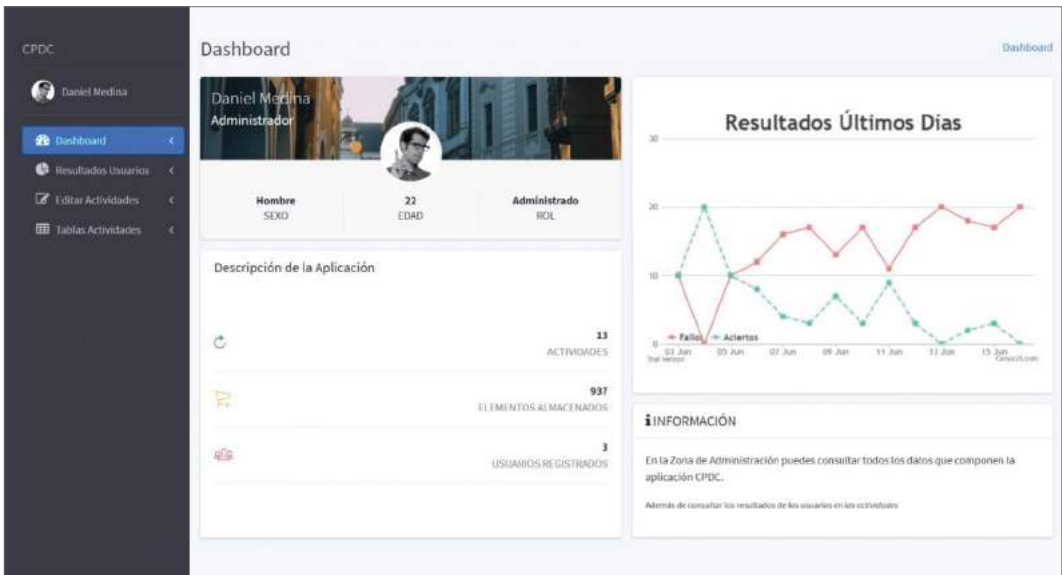 CPDC
Daniel Medina
Dashboard
Resultados Usuarios
Editar Actividades
Tablas Actividades
Dashboard
Dashboard
Daniel Medina
Administrador
Hombre
SEXO
22
EDAD
Administrado
ROL
Descripción de la Aplicación
13
ACTIVIDADES
937
ELEMENTOS ALMACENADOS
3
USUARIOS REGISTRADOS
Resultados Últimos Días
30
20
10
0
Fallos Aciertos
03 Jun 05 Jun 07 Jun 09 Jun 11 Jun 13 Jun 15 Jun
Trial Version CanvasJS.com
INFORMACIÓN
En la Zona de Administración puedes consultar todos los datos que componen la
aplicación CPDC.
Además de consultar los resultados de los usuarios en las actividades